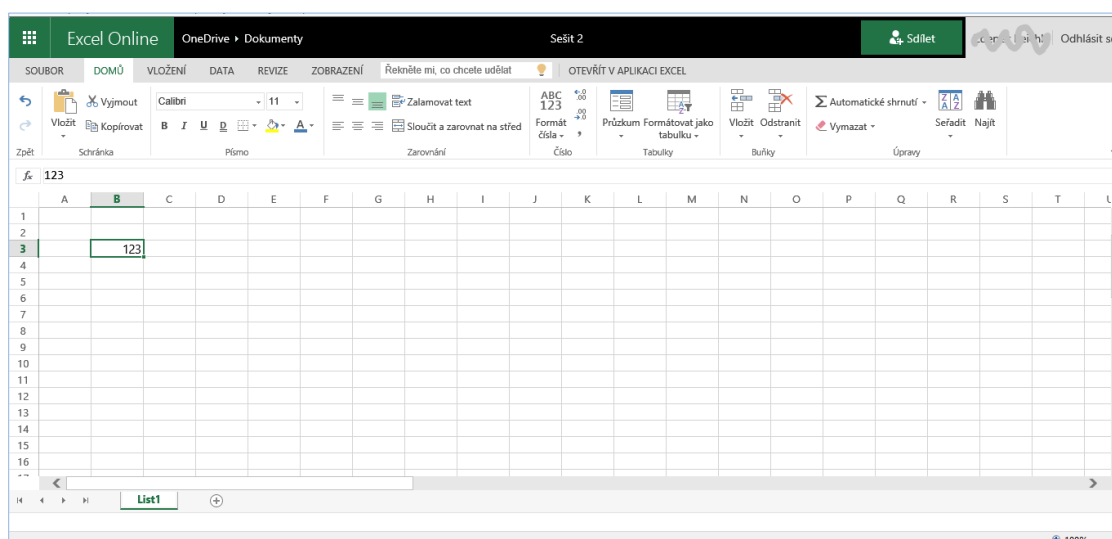 Excel Online OneDrive ▸ Dokumenty Sešit 2 Sdílet Odhlásit s
SOUBOR DOMŮ VLOŽENÍ DATA REVIZE ZOBRAZENÍ Řekněte mi, co chcete udělat OTEVŘÍT V APLIKACI EXCEL
Vložit Vyjmout Kopírovat
Calibri 11
B I U D A
Zalamovat text
Sloučit a zarovnat na střed
ABC 123 Formát čísla
Průzkum Formátovat jako tabulku
Vložit Odstranit
Σ Automatické shrnutí
Vymazat
Seřadit Najít
Zpět Schránka Písmo Zarovnání Číslo Tabulky Buňky Úpravy
fx 123
A B C D E F G H I J K L M N O P Q R S T
1
2
3 123
4
5
6
7
8
9
10
11
12
13
14
15
16
List1